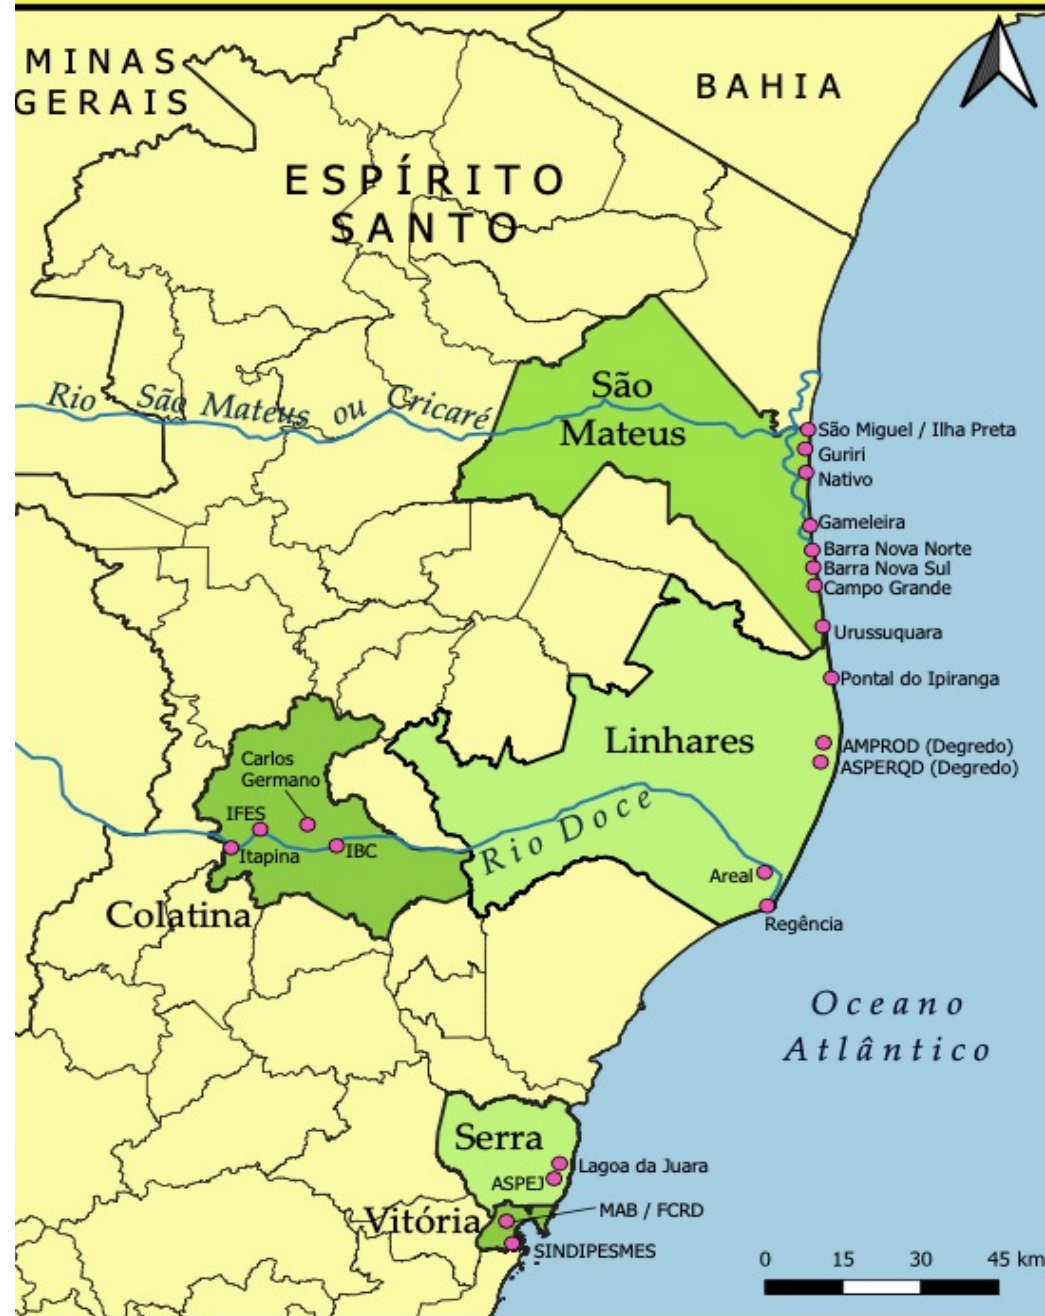 MINAS
GERAIS
BAHIA
ESPÍRITO
SANTO
São
Mateus
Rio São Mateus ou Cricaré
São Miguel / Ilha Preta
Guriri
Nativo
Gameleira
Barra Nova Norte
Barra Nova Sul
Campo Grande
Urussuquara
Pontal do Ipiranga
Linhares
AMPROD (Degredo)
ASPERQD (Degredo)
Carlos
Germano
IFES
Itapina
IBC
Rio Doce
Colatina
Areal
Regência
Oceano
Atlântico
Serra
Lagoa da Juara
ASPEJ
Vitória
MAB / FCRD
SINDIPESMES
0 15 30 45 km